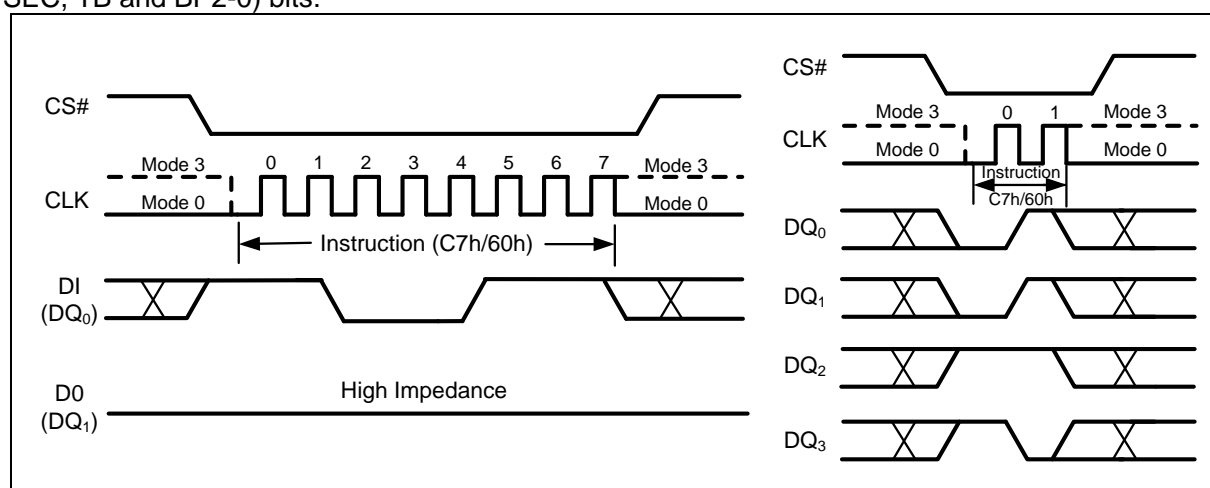 SEC, TB and BP2-0) bits.
CS#
Mode 3 0 1 2 3 4 5 6 7 Mode 3
CLK
Mode 0 Mode 0
Instruction (C7h/60h)
DI
(DQ0)
High Impedance
D0
(DQ1)
CS#
Mode 3 0 1 Mode 3
CLK
Mode 0 Mode 0
Instruction
C7h/60h
DQ0
DQ1
DQ2
DQ3